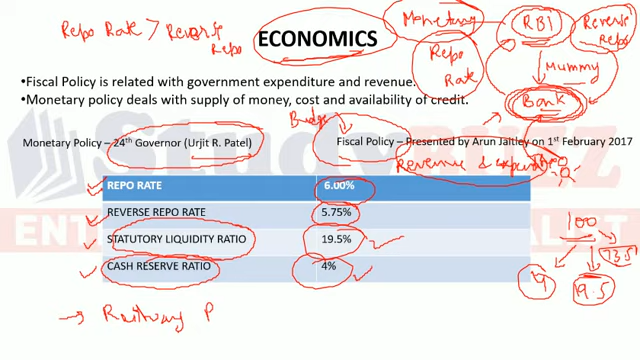 Monetary
RBI
Reverse
Repo
Repo Rate > Reverse
Repo
ECONOMICS
Repo
Rate
Mummy
•Fiscal Policy is related with government expenditure and revenue.
•Monetary policy deals with supply of money, cost and availability of credit.
Bank
Budget
Monetary Policy – 24th Governor (Urjit R. Patel)
Fiscal Policy – Presented by Arun Jaitley on 1st February 2017
Revenue &
REPO RATE 6.00%
REVERSE REPO RATE 5.75%
STATUTORY LIQUIDITY RATIO 19.5%
CASH RESERVE RATIO 4%
100
19.5
→ Railway P